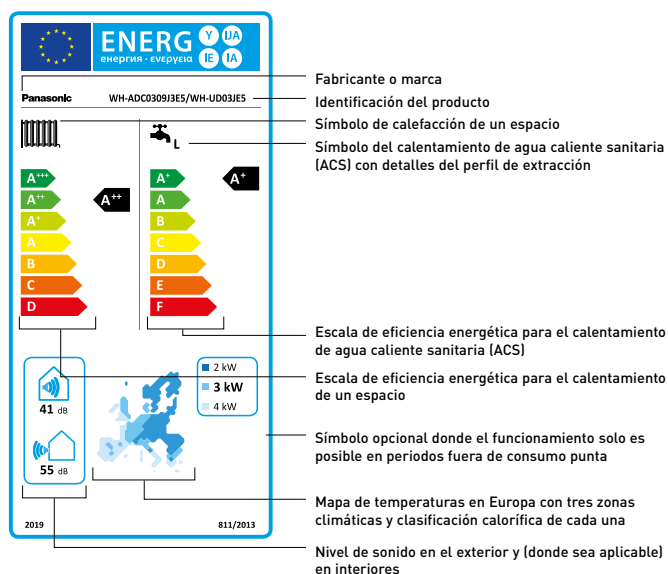 ENERG Y IJA
енергия · ενεργεια IE IA
Panasonic WH-ADC0309J3E5/WH-UD03JE5
L
A+++
A++
A+
A
B
C
D
A++
A+
A
B
C
D
E
F
A+
41 dB
55 dB
2 kW
3 kW
4 kW
2019 811/2013
Fabricante o marca
Identificación del producto
Símbolo de calefacción de un espacio
Símbolo del calentamiento de agua caliente sanitaria
(ACS) con detalles del perfil de extracción
Escala de eficiencia energética para el calentamiento
de agua caliente sanitaria (ACS)
Escala de eficiencia energética para el calentamiento
de un espacio
Símbolo opcional donde el funcionamiento solo es
posible en periodos fuera de consumo punta
Mapa de temperaturas en Europa con tres zonas
climáticas y clasificación calorífica de cada una
Nivel de sonido en el exterior y (donde sea aplicable)
en interiores